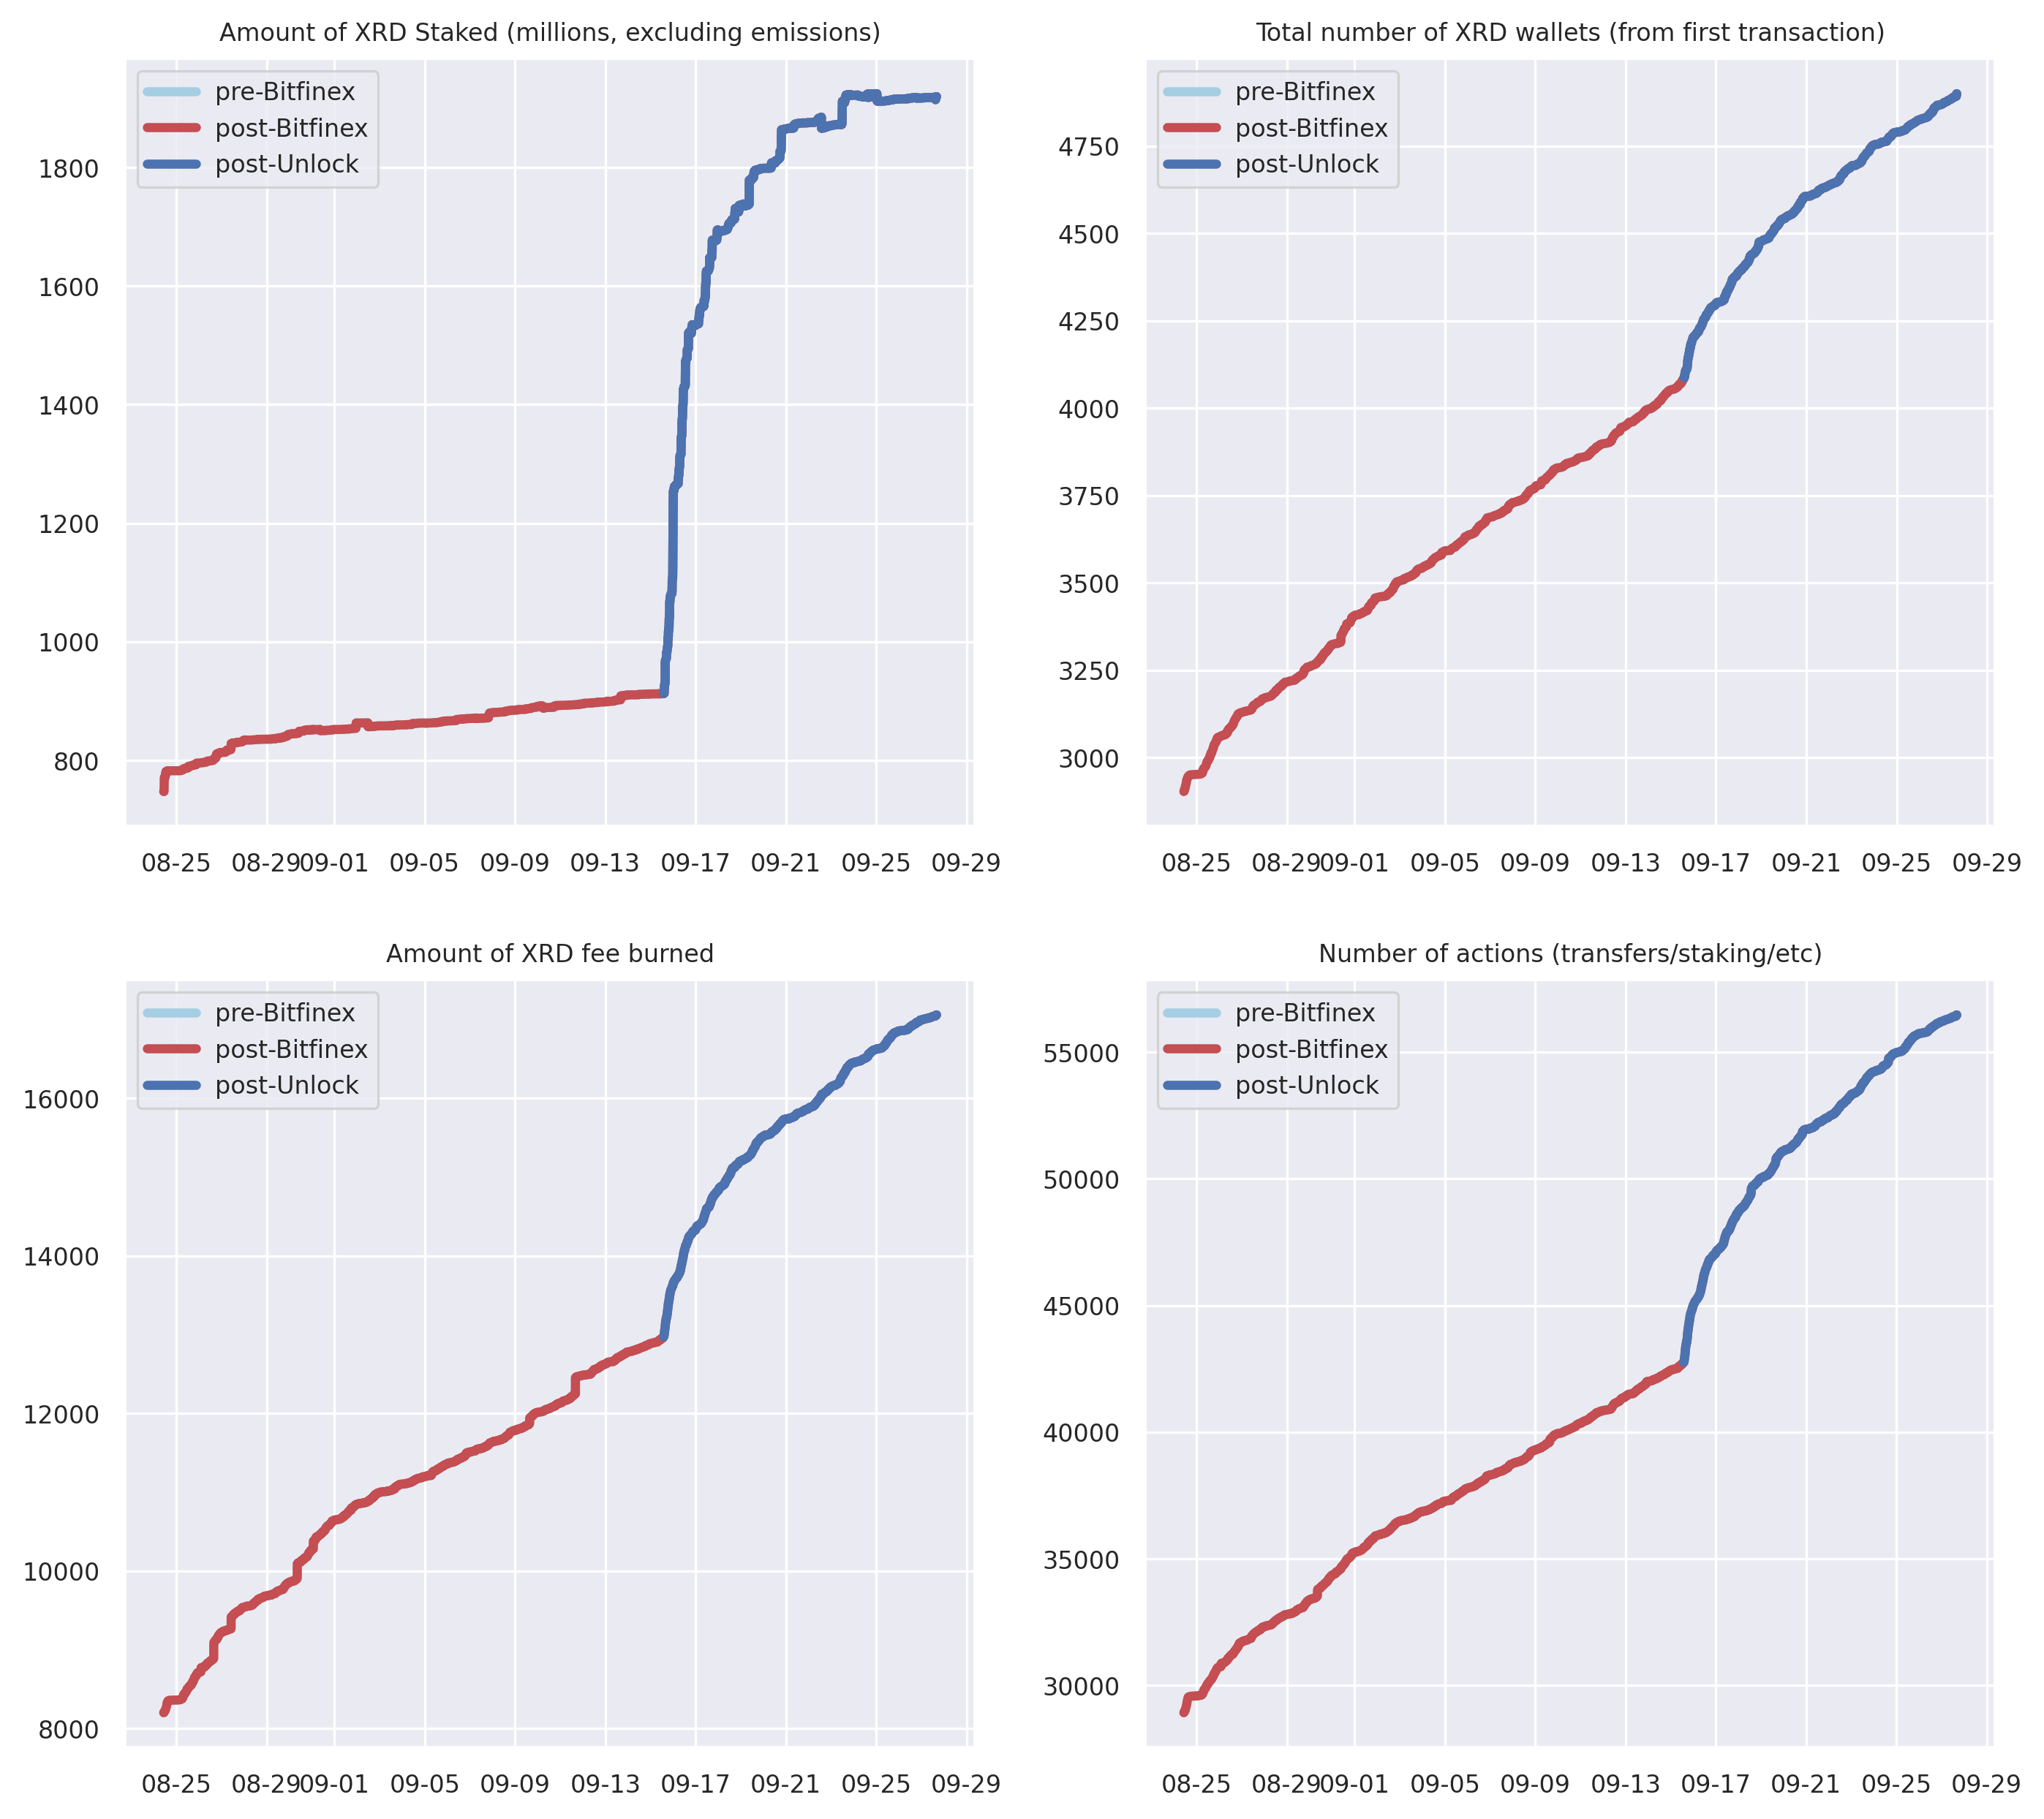 Amount of XRD Staked (millions, excluding emissions)
pre-Bitfinex
post-Bitfinex
post-Unlock
1800
1600
1400
1200
1000
800
08-25 08-29 09-01 09-05 09-09 09-13 09-17 09-21 09-25 09-29
Total number of XRD wallets (from first transaction)
pre-Bitfinex
post-Bitfinex
post-Unlock
4750
4500
4250
4000
3750
3500
3250
3000
08-25 08-29 09-01 09-05 09-09 09-13 09-17 09-21 09-25 09-29
Amount of XRD fee burned
pre-Bitfinex
post-Bitfinex
post-Unlock
16000
14000
12000
10000
8000
08-25 08-29 09-01 09-05 09-09 09-13 09-17 09-21 09-25 09-29
Number of actions (transfers/staking/etc)
pre-Bitfinex
post-Bitfinex
post-Unlock
55000
50000
45000
40000
35000
30000
08-25 08-29 09-01 09-05 09-09 09-13 09-17 09-21 09-25 09-29